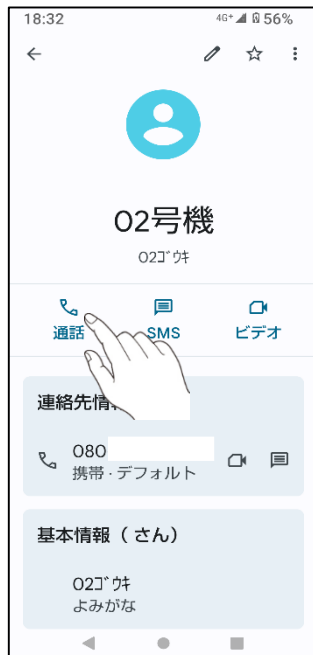 18:32
4G+ 56%
02号機
02ｺﾞｳｷ
通話
SMS
ビデオ
連絡先情
080
携帯・デフォルト
基本情報（ さん）
02ｺﾞｳｷ
よみがな